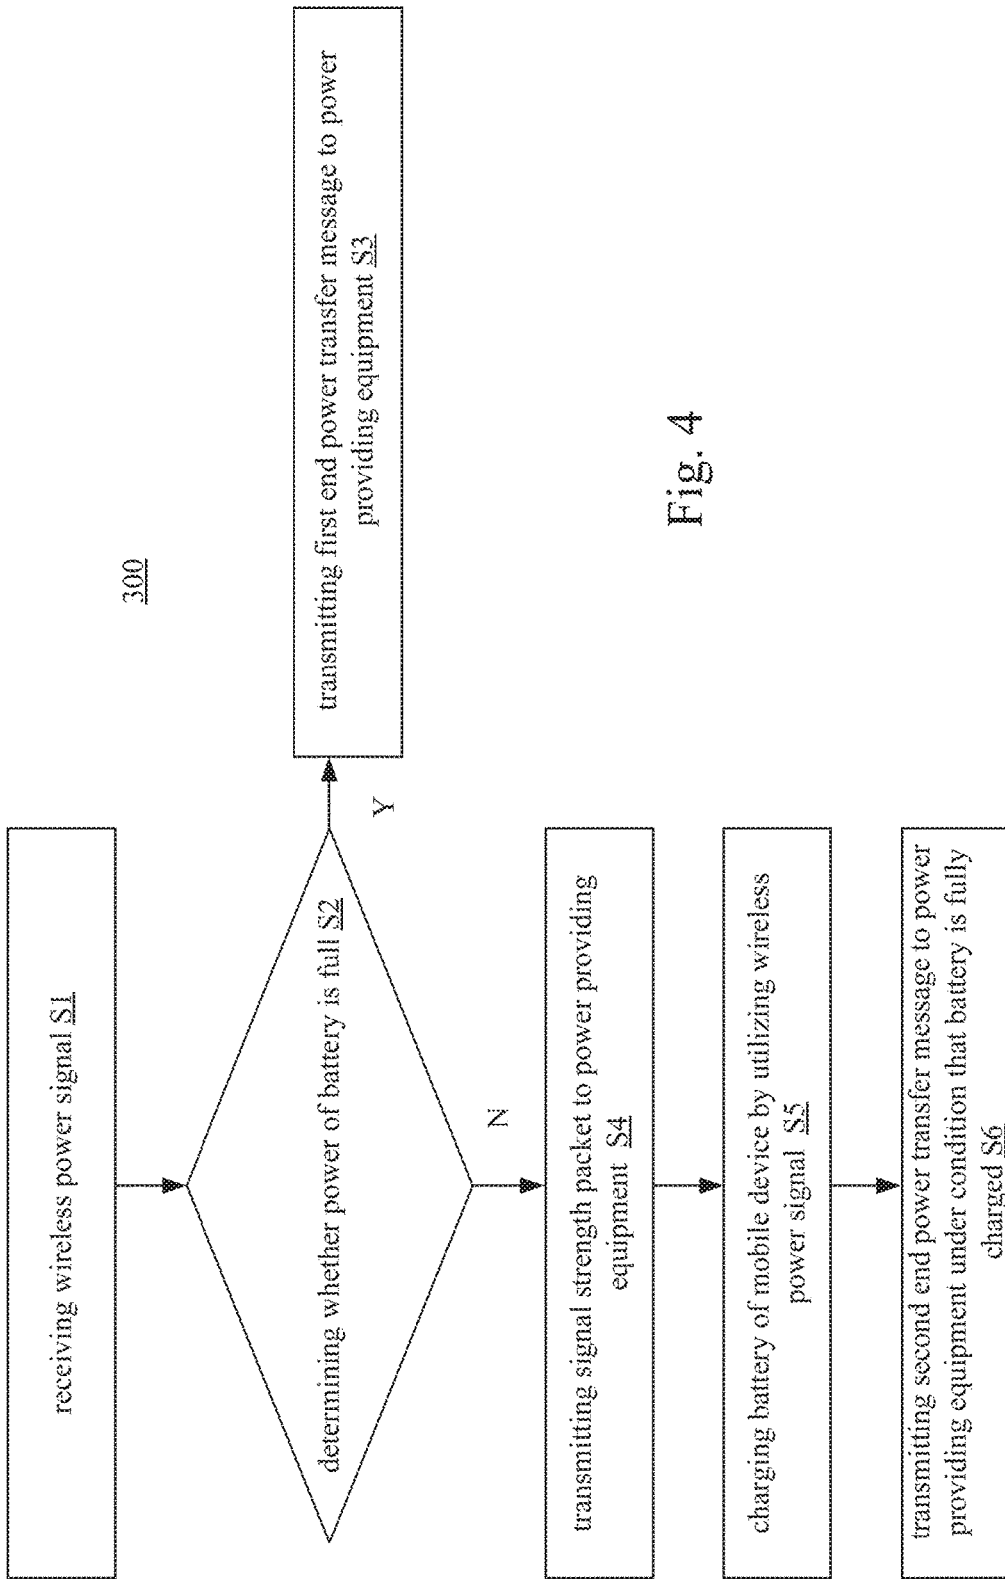 300
receiving wireless power signal S1
determining whether power of battery is full S2
Y
transmitting first end power transfer message to power
providing equipment S3
N
transmitting signal strength packet to power providing
equipment S4
charging battery of mobile device by utilizing wireless
power signal S5
transmitting second end power transfer message to power
providing equipment under condition that battery is fully
charged S6
Fig. 4